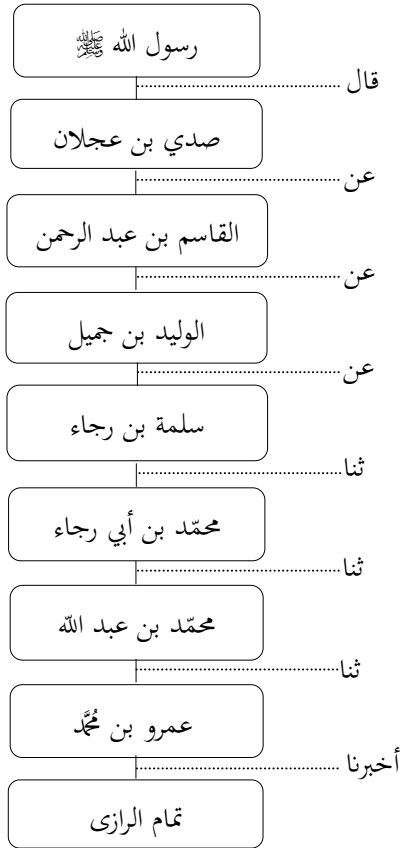 رسول الله ﷺ
قال
صدي بن عجلان
عن
القاسم بن عبد الرحمن
عن
الوليد بن جميل
عن
سلمة بن رجاء
ثنا
محمّد بن أبي رجاء
ثنا
محمّد بن عبد الله
ثنا
عمرو بن مُحَمَّد
أخبرنا
تمام الرازى